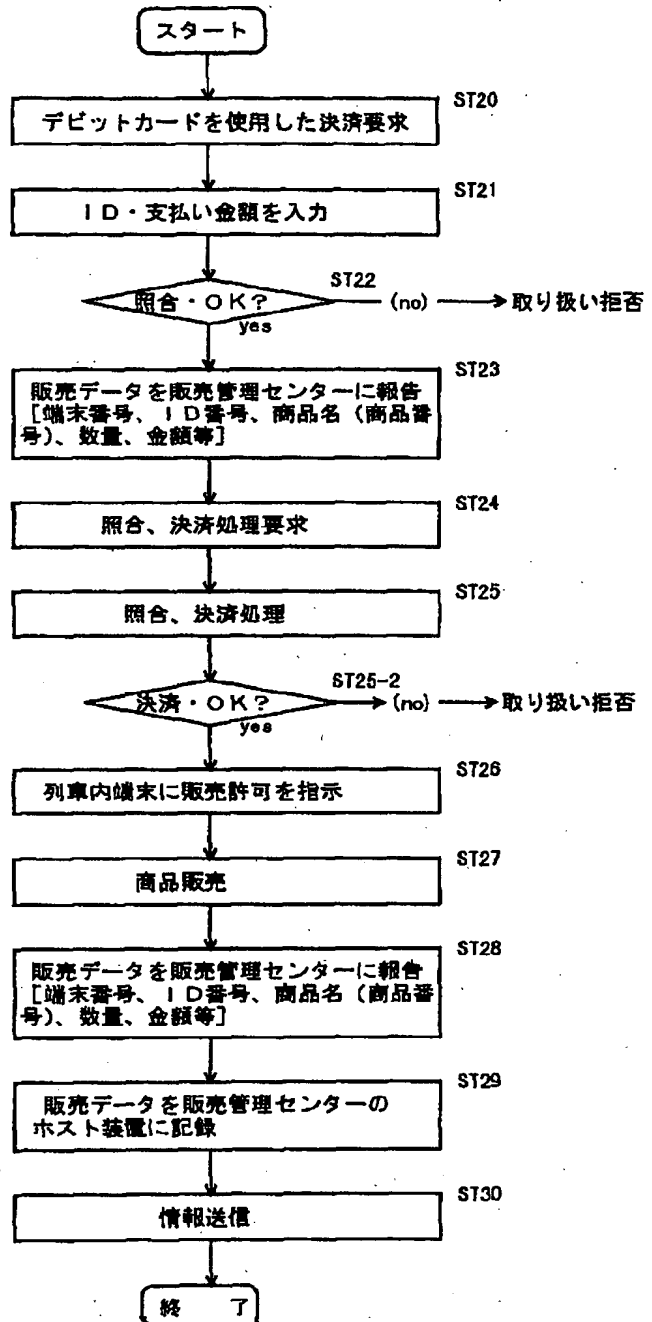 スタート
ST20
デビットカードを使用した決済要求
ST21
ID・支払い金額を入力
ST22
照合・OK?
(no)
取り扱い拒否
yes
ST23
販売データを販売管理センターに報告
[端末番号、ID番号、商品名(商品番
号)、数量、金額等]
ST24
照合、決済処理要求
ST25
照合、決済処理
ST25-2
決済・OK?
(no)
取り扱い拒否
yes
ST26
列車内端末に販売許可を指示
ST27
商品販売
ST28
販売データを販売管理センターに報告
[端末番号、ID番号、商品名(商品番
号)、数量、金額等]
ST29
販売データを販売管理センターの
ホスト装置に記録
ST30
情報送信
終 了